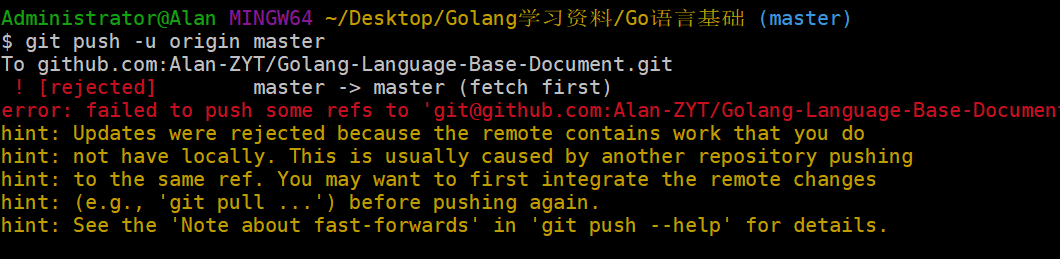 Administrator@Alan MINGW64 ~/Desktop/Golang学习资料/Go语言基础 (master)
$ git push -u origin master
To github.com:Alan-ZYT/Golang-Language-Base-Document.git
 ! [rejected]        master -> master (fetch first)
error: failed to push some refs to 'git@github.com:Alan-ZYT/Golang-Language-Base-Document
hint: Updates were rejected because the remote contains work that you do
hint: not have locally. This is usually caused by another repository pushing
hint: to the same ref. You may want to first integrate the remote changes
hint: (e.g., 'git pull ...') before pushing again.
hint: See the 'Note about fast-forwards' in 'git push --help' for details.